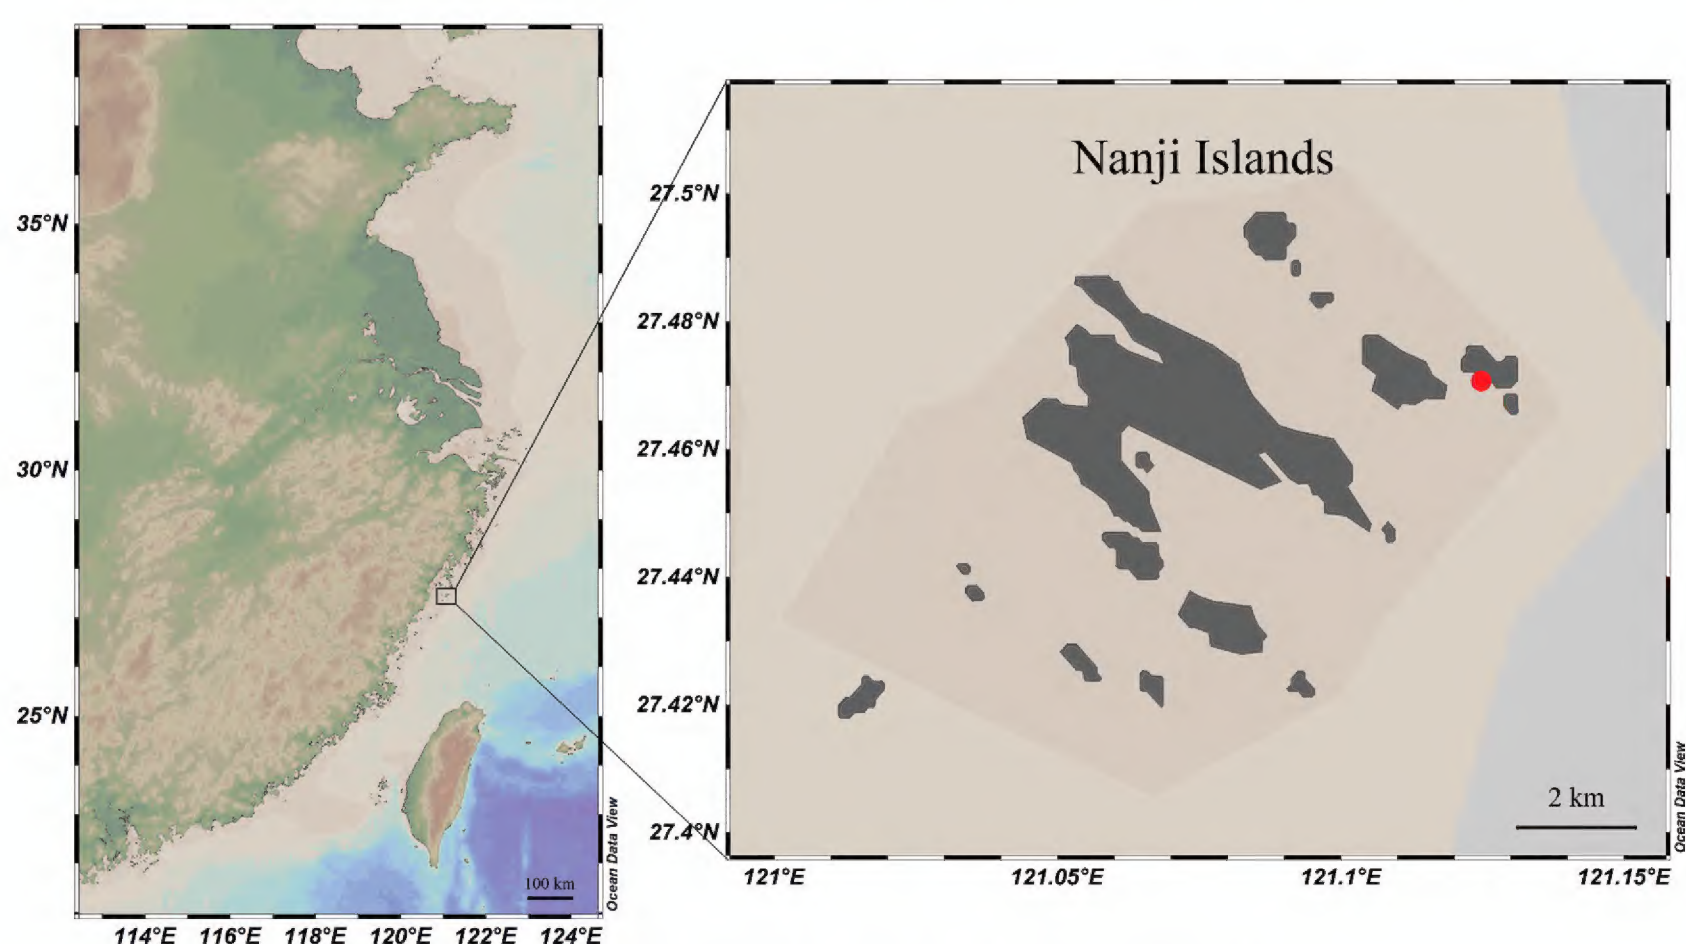 35°N
30°N
25°N
114°E 116°E 118°E 120°E 122°E 124°E
100 km
Ocean Data View
Nanji Islands
27.5°N
27.48°N
27.46°N
27.44°N
27.42°N
27.4°N
121°E 121.05°E 121.1°E 121.15°E
2 km
Ocean Data View